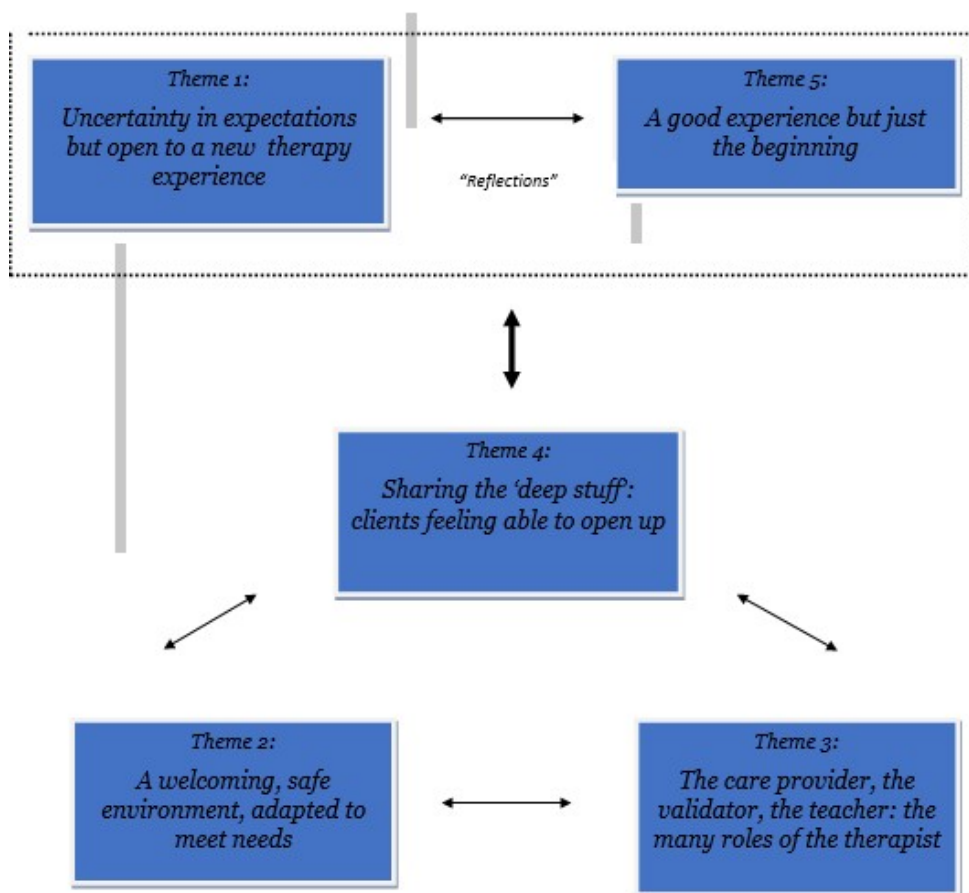 Theme 1:
Uncertainty in expectations
but open to a new therapy
experience
Theme 5:
A good experience but just
the beginning
“Reflections”
Theme 4:
Sharing the ‘deep stuff’:
clients feeling able to open up
Theme 2:
A welcoming, safe
environment, adapted to
meet needs
Theme 3:
The care provider, the
validator, the teacher: the
many roles of the therapist